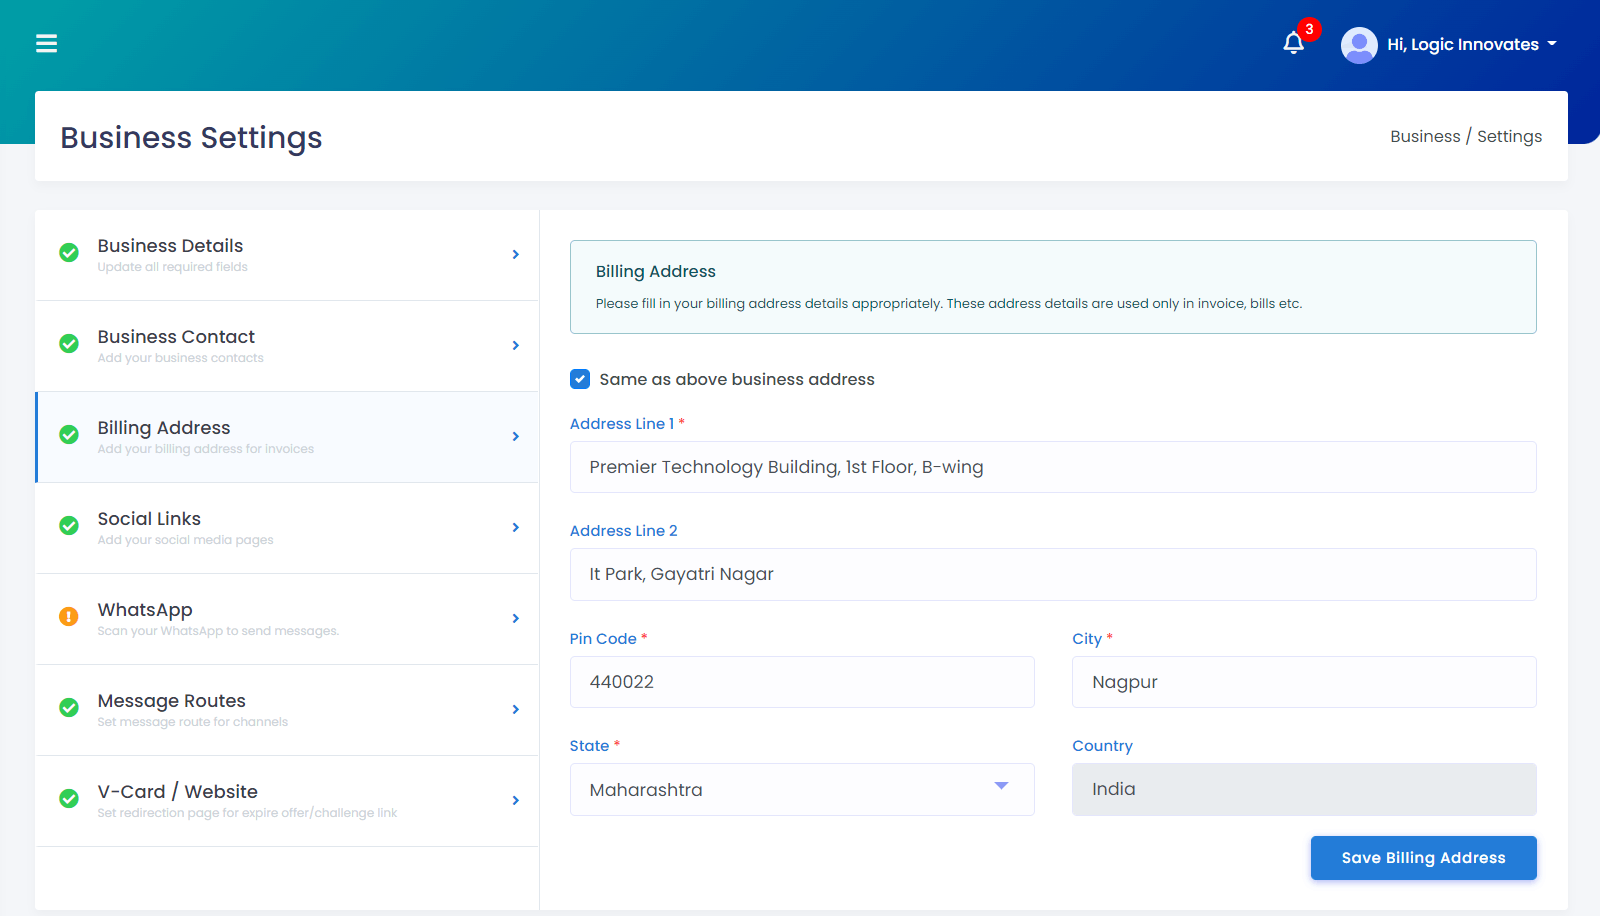 3
Hi, Logic Innovates
Business Settings
Business / Settings
Business Details
Update all required fields
Business Contact
Add your business contacts
Billing Address
Add your billing address for invoices
Social Links
Add your social media pages
WhatsApp
Scan your WhatsApp to send messages.
Message Routes
Set message route for channels
V-Card / Website
Set redirection page for expire offer/challenge link
Billing Address
Please fill in your billing address details appropriately. These address details are used only in invoice, bills etc.
Same as above business address
Address Line 1 *
Premier Technology Building, 1st Floor, B-wing
Address Line 2
It Park, Gayatri Nagar
Pin Code *
440022
City *
Nagpur
State *
Maharashtra
Country
India
Save Billing Address